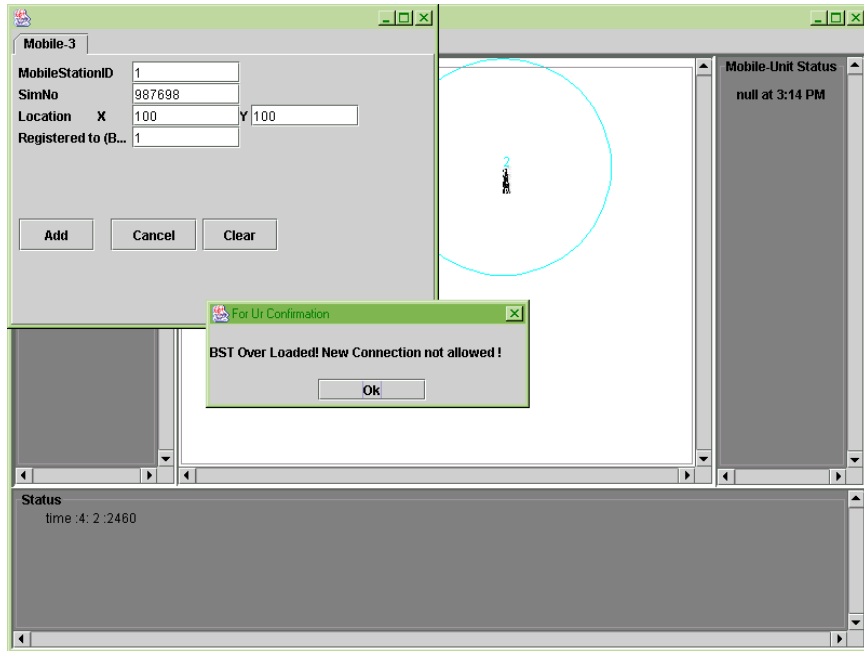 Mobile-3
MobileStationID 1
SimNo 987698
Location X 100 Y 100
Registered to (B... 1
Add Cancel Clear
Mobile-Unit Status
null at 3:14 PM
2
For Ur Confirmation
BST Over Loaded! New Connection not allowed !
Ok
Status
time :4: 2 :2460